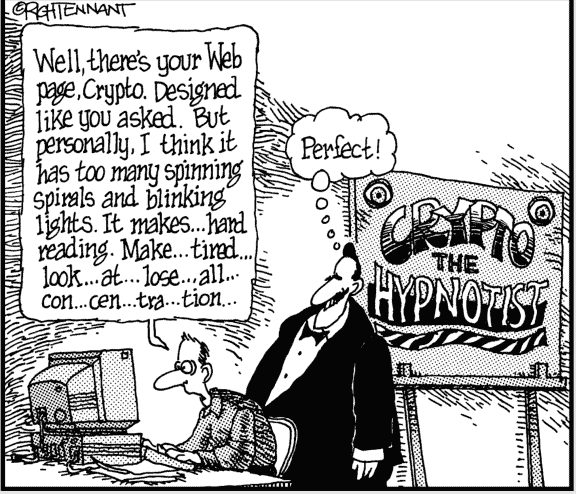 ©RICHTENNANT
Well, there's your Web
page, Crypto. Designed
like you asked. But
personally, I think it
has too many spinning
spirals and blinking
lights. It makes...hard
reading. Make...tired...
look...at...lose...all...
con...cen...tra...tion...
Perfect!
CRYPTO
THE
HYPNOTIST